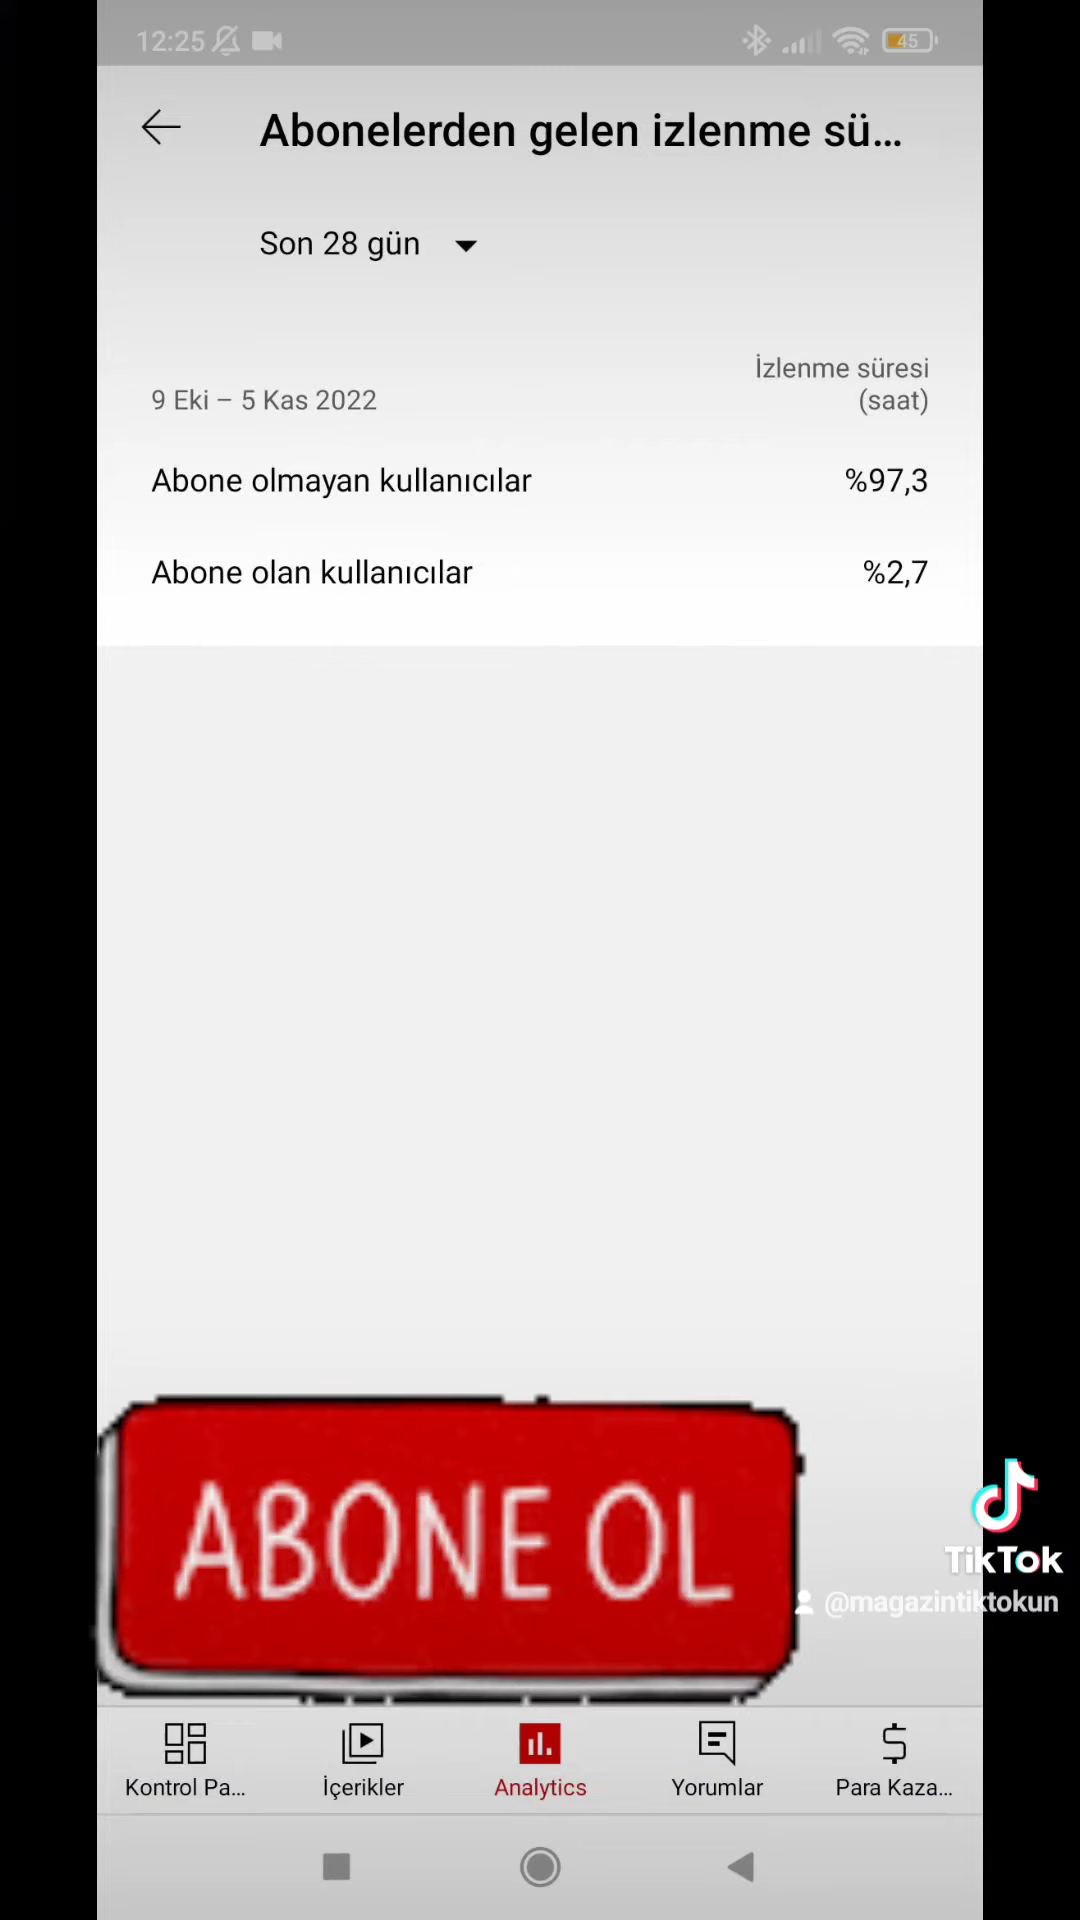 12:25
45
Abonelerden gelen izlenme sü...
Son 28 gün
İzlenme süresi
9 Eki – 5 Kas 2022
(saat)
Abone olmayan kullanıcılar %97,3
Abone olan kullanıcılar %2,7
ABONE OL
TikTok
@magazintiktokun
Kontrol Pa... İçerikler Analytics Yorumlar Para Kaza...